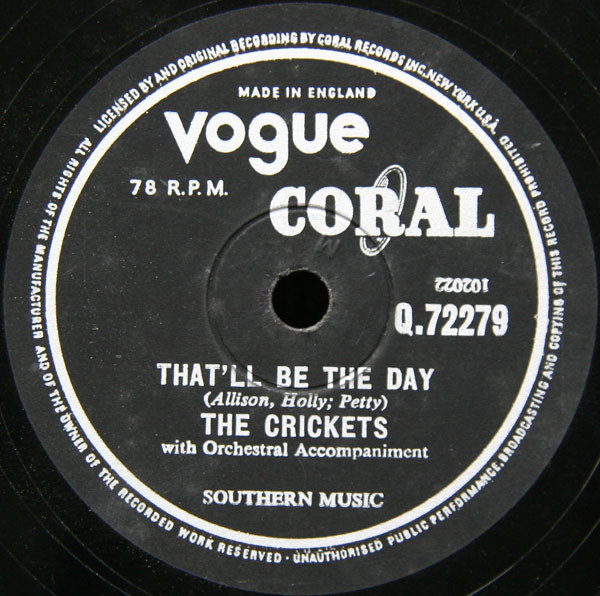 ALL RIGHTS OF THE MANUFACTURER AND OF THE OWNER OF THE RECORDED WORK RESERVED · UNAUTHORISED PUBLIC PERFORMANCE, BROADCASTING AND COPYING OF THIS RECORD PROHIBITED
LICENSED BY AND ORIGINAL RECORDING BY CORAL RECORDS INC. NEW YORK U.S.A.
MADE IN ENGLAND
vogue
78 R.P.M.
CORAL
102022
Q.72279
THAT'LL BE THE DAY
(Allison, Holly; Petty)
THE CRICKETS
with Orchestral Accompaniment
SOUTHERN MUSIC